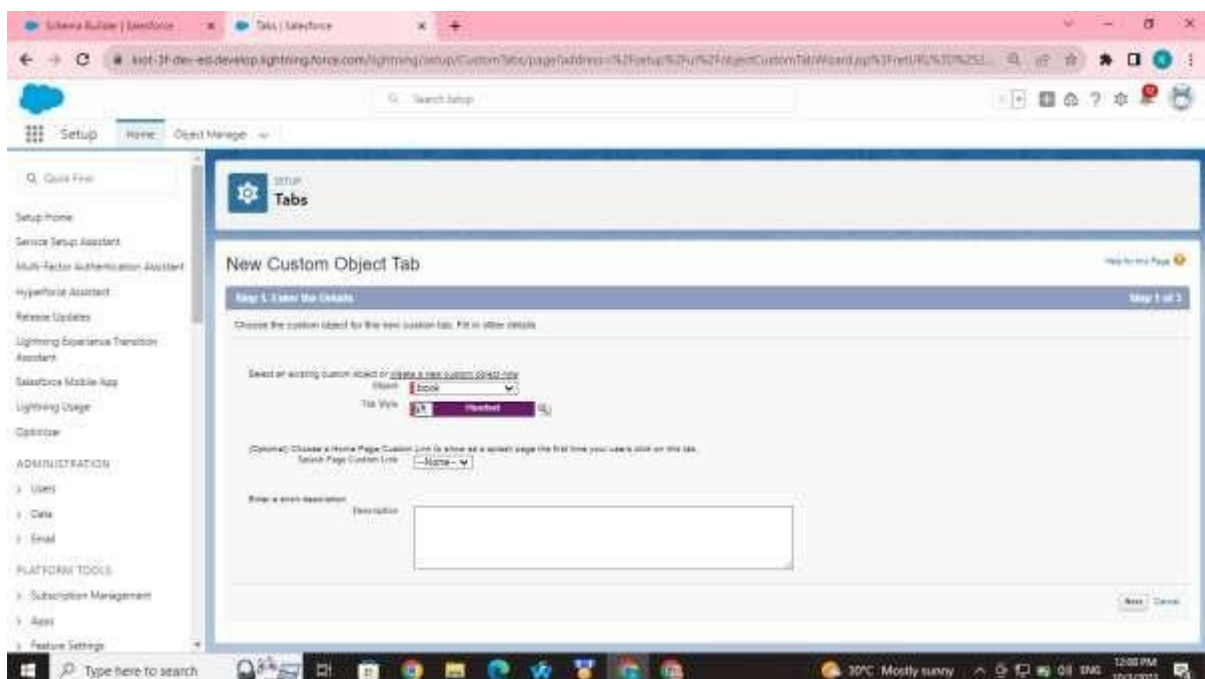 Schema Builder | Salesforce
Tabs | Salesforce
Search Setup
Setup
Home
Object Manager
Quick Find
Setup Home
Service Setup Assistant
Multi-Factor Authentication Assistant
Hyperforce Assistant
Release Updates
Lightning Experience Transition
Assistant
Salesforce Mobile App
Lightning Usage
Optimizer
ADMINISTRATION
Users
Data
Email
PLATFORM TOOLS
Subscription Management
Apps
Feature Settings
SETUP
Tabs
New Custom Object Tab
Help for this Page
Step 1. Enter the Details
Step 1 of 3
Choose the custom object for this new custom tab. Fill in other details.
Select an existing custom object or create a new custom object now.
Object
book
Tab Style
Headset
(Optional) Choose a Home Page Custom Link to show as a splash page the first time your users click on this tab.
Splash Page Custom Link
--None--
Enter a short description.
Description
Next
Cancel
Type here to search
30°C Mostly sunny
ENG
12:00 PM